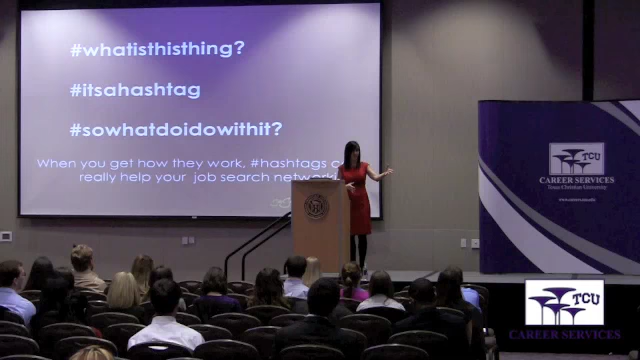 #whatisthisthing?
#itsahashtag
#sowhatdoidowithit?
When you get how they work, #hashtags
really help your job search
TCU
CAREER SERVICES
Texas Christian University
TCU
CAREER SERVICES